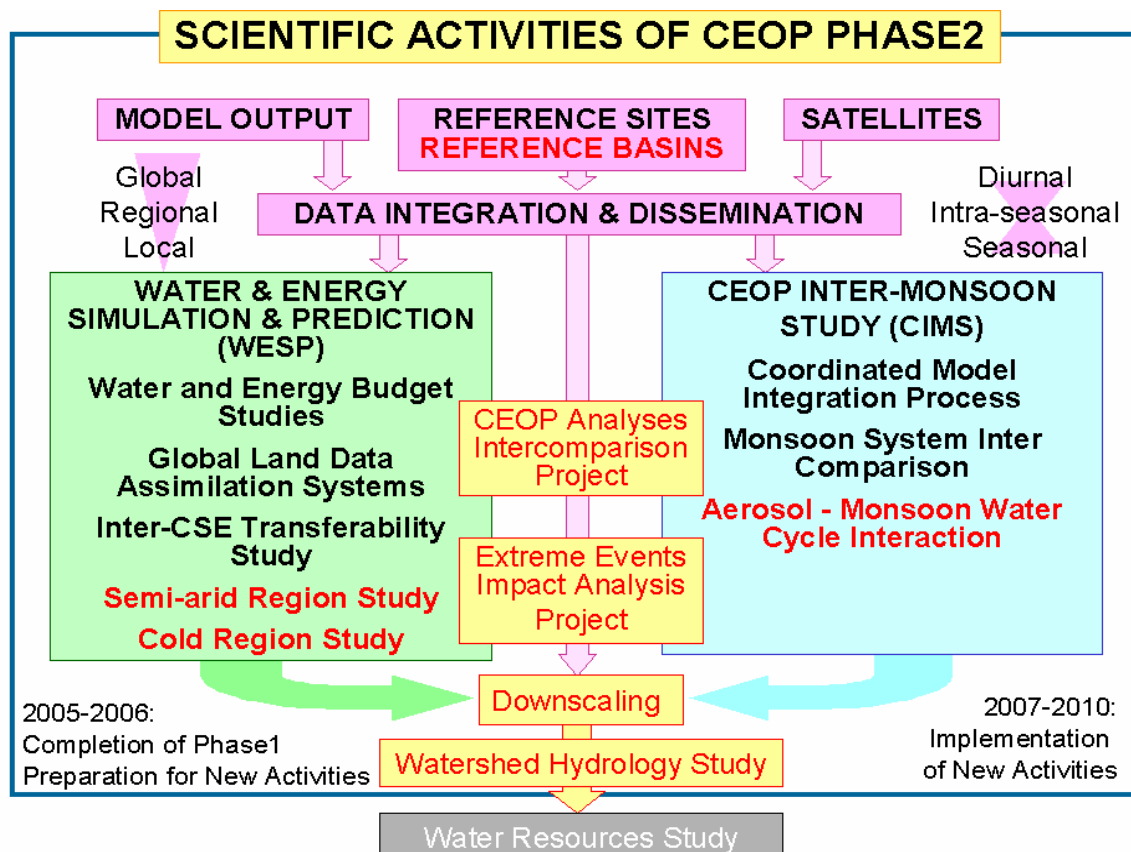 SCIENTIFIC ACTIVITIES OF CEOP PHASE2
MODEL OUTPUT
REFERENCE SITES
REFERENCE BASINS
SATELLITES
Global
Regional
Local
DATA INTEGRATION & DISSEMINATION
Diurnal
Intra-seasonal
Seasonal
WATER & ENERGY
SIMULATION & PREDICTION
(WESP)
Water and Energy Budget
Studies
Global Land Data
Assimilation Systems
Inter-CSE Transferability
Study
Semi-arid Region Study
Cold Region Study
CEOP Analyses
Intercomparison
Project
Extreme Events
Impact Analysis
Project
CEOP INTER-MONSOON
STUDY (CIMS)
Coordinated Model
Integration Process
Monsoon System Inter
Comparison
Aerosol - Monsoon Water
Cycle Interaction
Downscaling
2005-2006:
Completion of Phase1
Preparation for New Activities
Watershed Hydrology Study
2007-2010:
Implementation
of New Activities
Water Resources Study